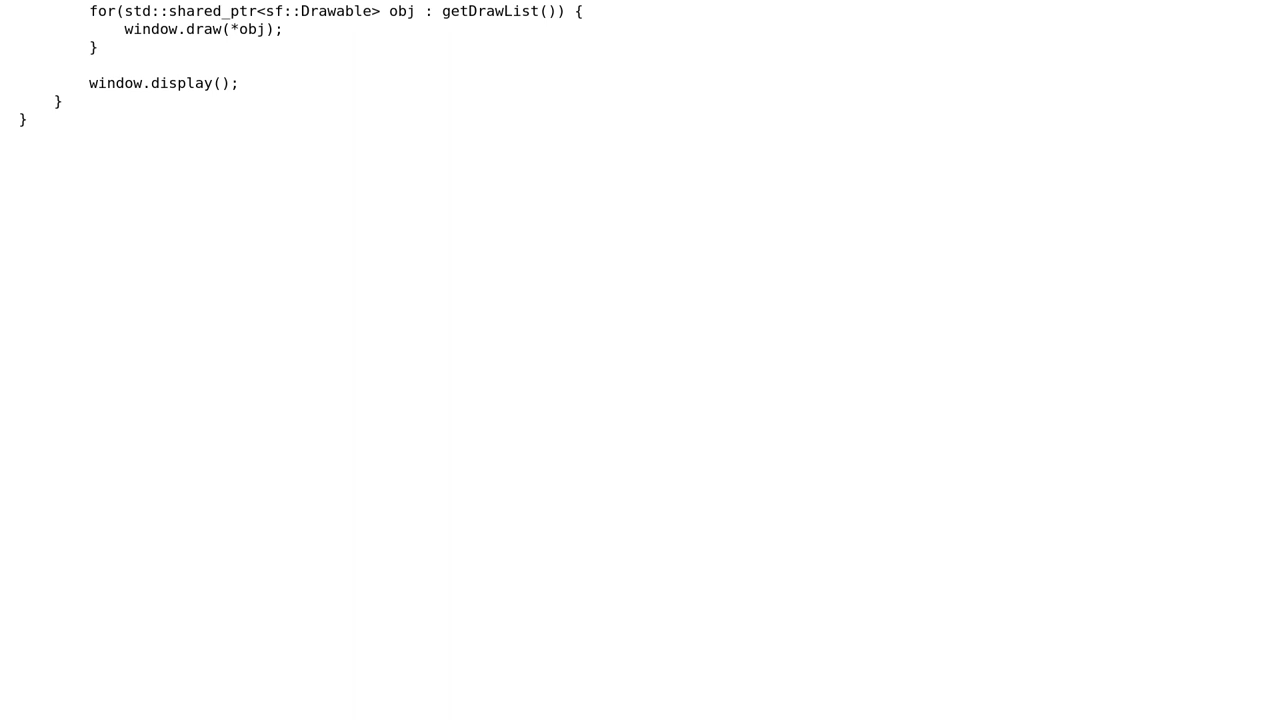 for(std::shared_ptr<sf::Drawable> obj : getDrawList()) {
window.draw(*obj);
}
window.display();
}
}